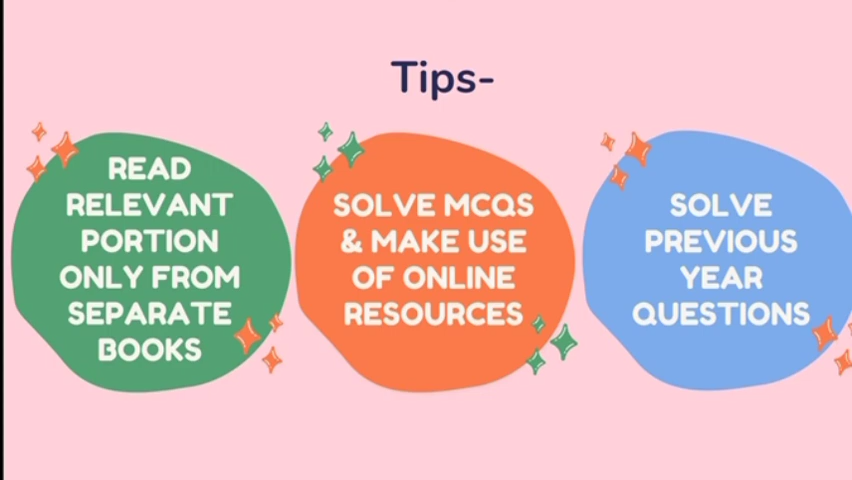 Tips-
READ
RELEVANT
PORTION
ONLY FROM
SEPARATE
BOOKS
SOLVE MCQS
& MAKE USE
OF ONLINE
RESOURCES
SOLVE
PREVIOUS
YEAR
QUESTIONS